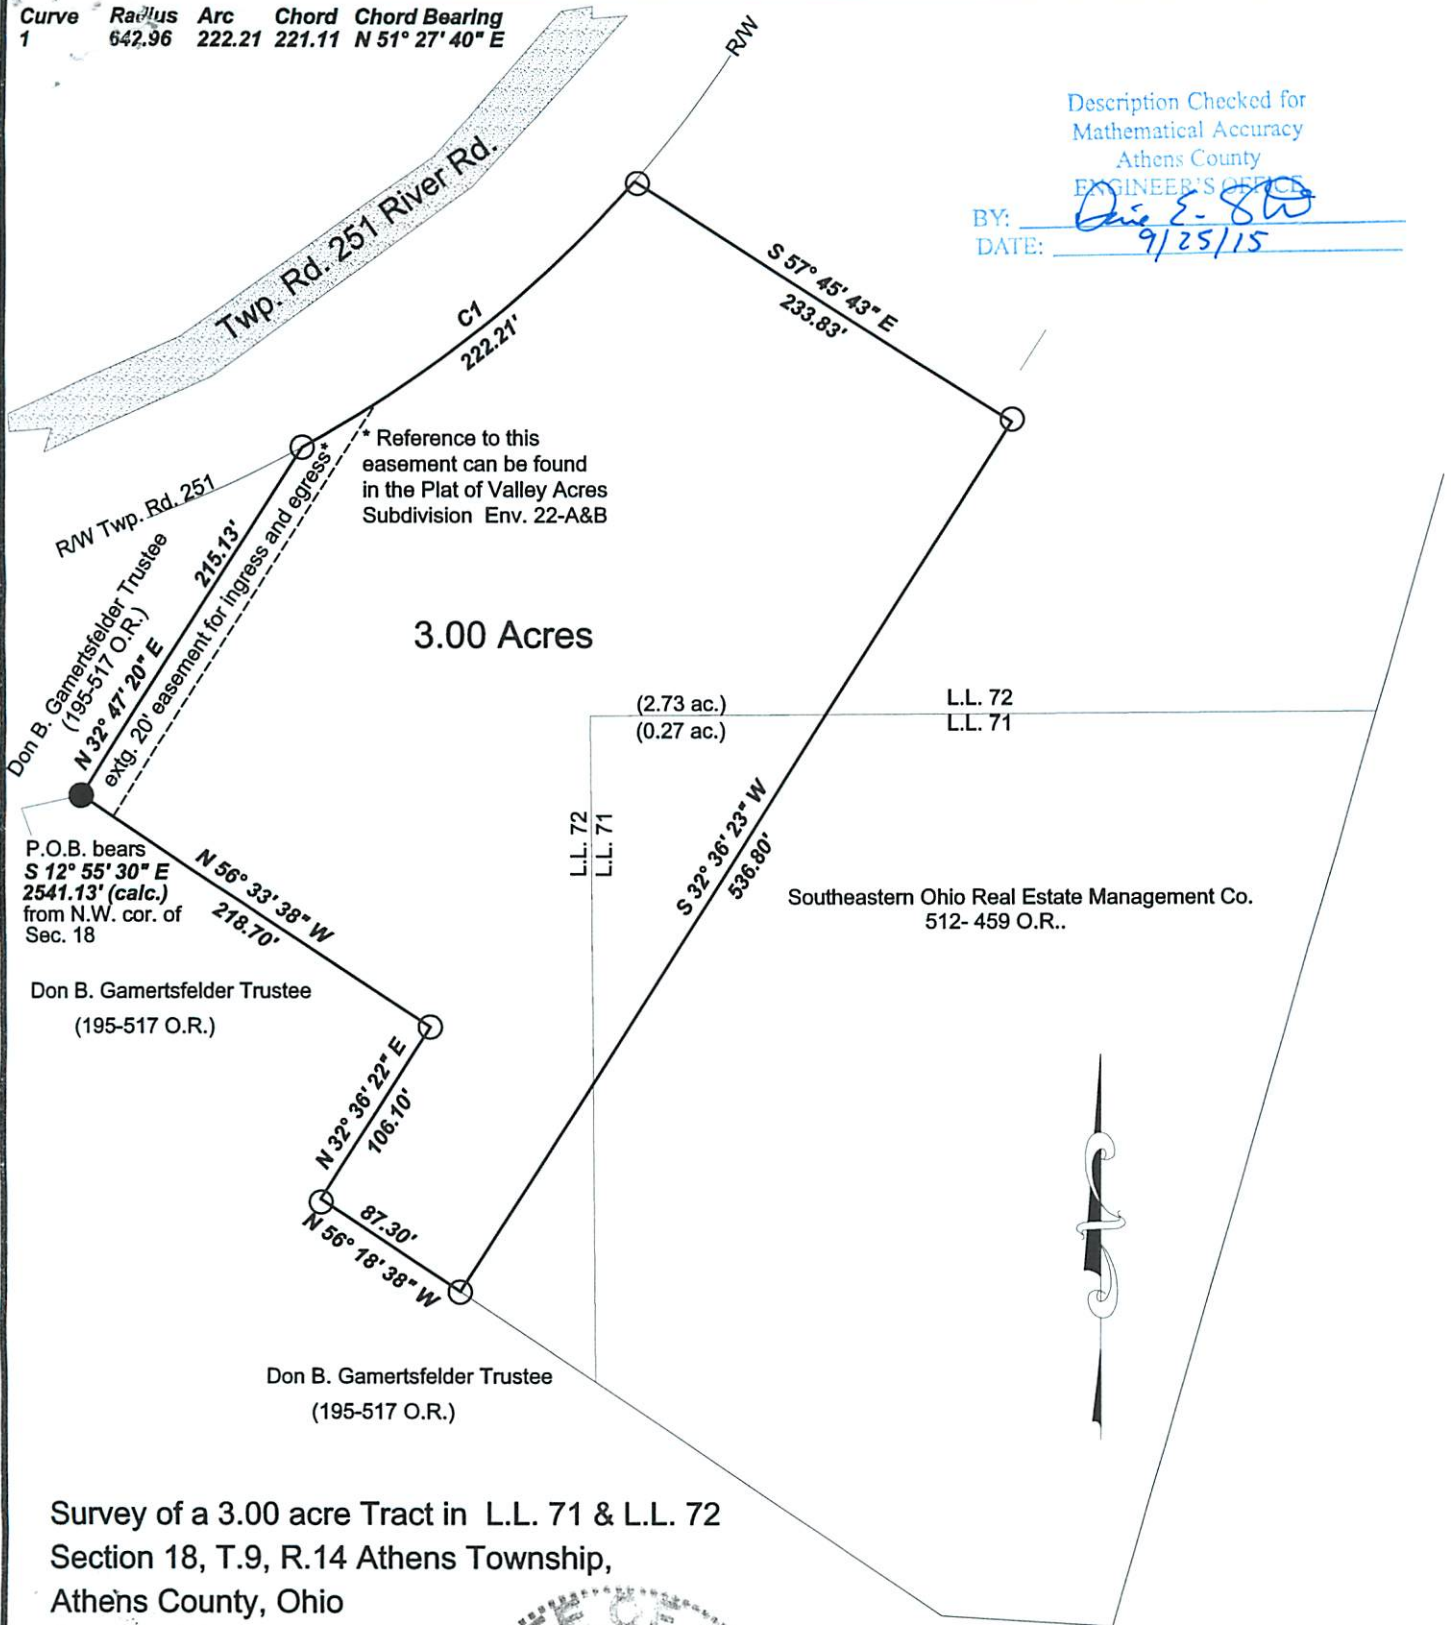 Curve Radius Arc Chord Chord Bearing
1 642.96 222.21 221.11 N 51° 27' 40" E
R/W
Description Checked for
Mathematical Accuracy
Athens County
ENGINEER'S OFFICE
BY:
DATE: 9/25/15
Twp. Rd. 251 River Rd.
C1
222.21'
S 57° 45' 43" E
233.83'
* Reference to this
easement can be found
in the Plat of Valley Acres
Subdivision Env. 22-A&B
R/W Twp. Rd. 251
215.13'
N 32° 47' 20" E
extg. 20' easement for ingress and egress*
Don B. Gamertsfelder Trustee
(195-517 O.R.)
3.00 Acres
(2.73 ac.)
(0.27 ac.)
L.L. 72
L.L. 71
L.L. 72
L.L. 71
S 32° 36' 23" W
536.80'
P.O.B. bears
S 12° 55' 30" E
2541.13' (calc.)
from N.W. cor. of
Sec. 18
N 56° 33' 38" W
218.70'
Southeastern Ohio Real Estate Management Co.
512- 459 O.R..
Don B. Gamertsfelder Trustee
(195-517 O.R.)
N 32° 36' 22" E
106.10'
87.30'
N 56° 18' 38" W
Don B. Gamertsfelder Trustee
(195-517 O.R.)
Survey of a 3.00 acre Tract in L.L. 71 & L.L. 72
Section 18, T.9, R.14 Athens Township,
Athens County, Ohio